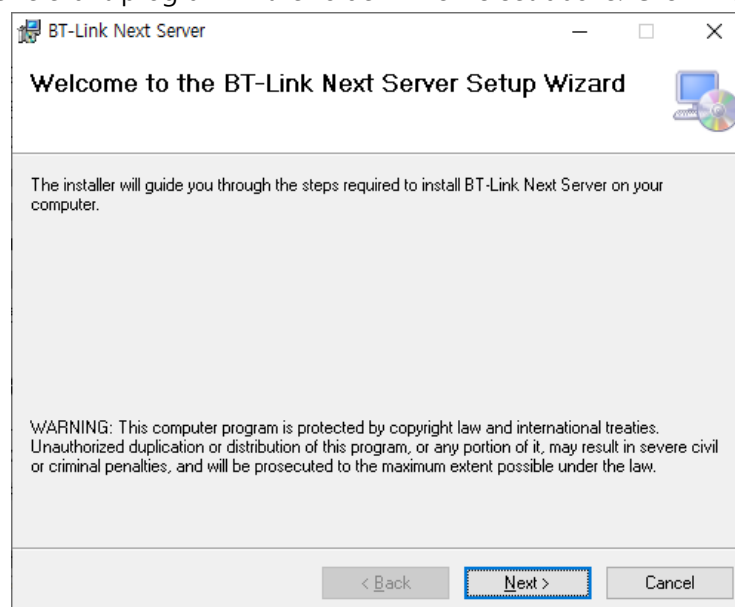 BT-Link Next Server
Welcome to the BT-Link Next Server Setup Wizard
The installer will guide you through the steps required to install BT-Link Next Server on your
computer.
WARNING: This computer program is protected by copyright law and international treaties.
Unauthorized duplication or distribution of this program, or any portion of it, may result in severe civil
or criminal penalties, and will be prosecuted to the maximum extent possible under the law.
< Back Next > Cancel